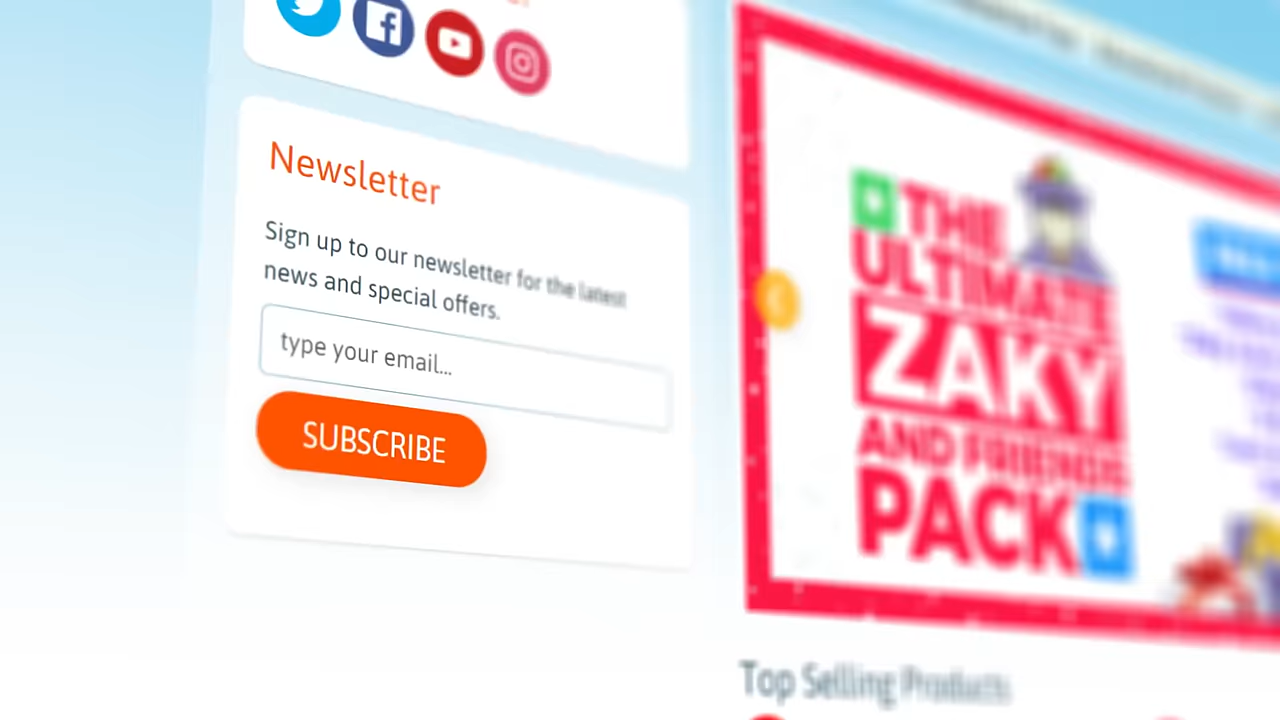 Newsletter
Sign up to our newsletter for the latest
news and special offers.
type your email...
SUBSCRIBE
THE
ULTIMATE
ZAKY
AND FRIENDS
PACK
Top Selling Products